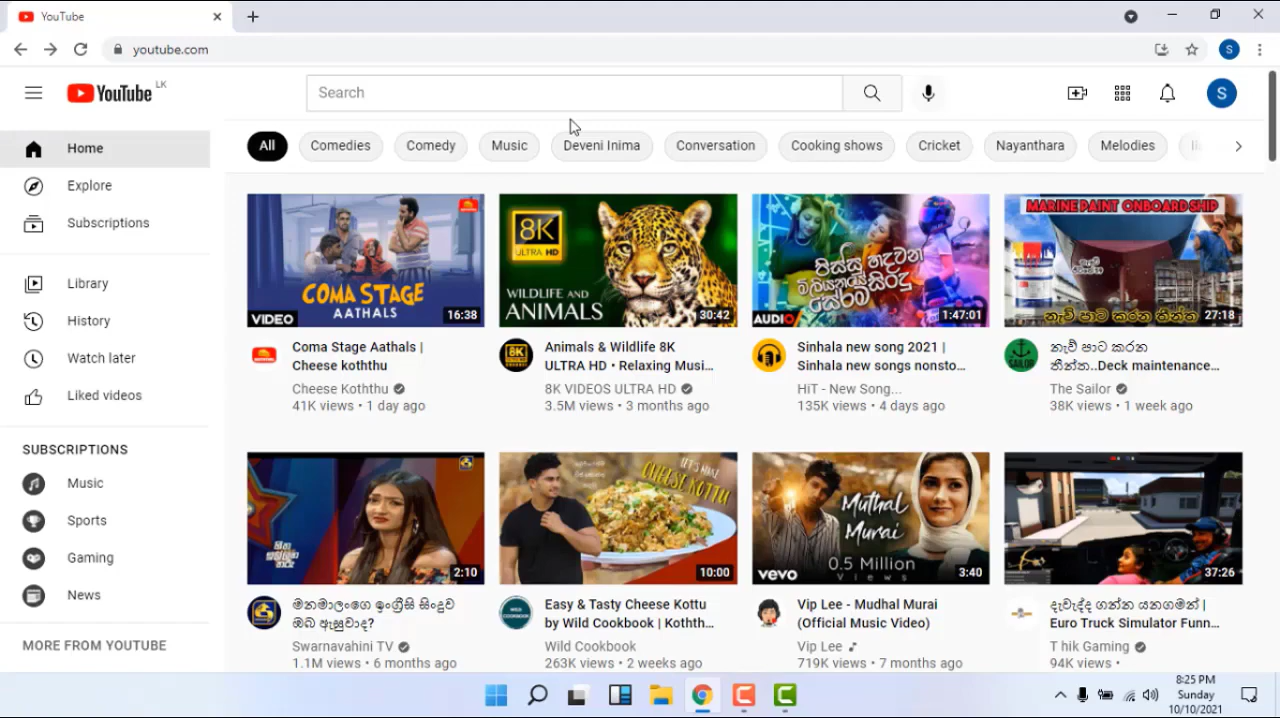 YouTube
youtube.com
S
YouTube LK
Search
S
Home
Explore
Subscriptions
Library
History
Watch later
Liked videos
SUBSCRIPTIONS
Music
Sports
Gaming
News
MORE FROM YOUTUBE
All
Comedies
Comedy
Music
Deveni Inima
Conversation
Cooking shows
Cricket
Nayanthara
Melodies
COMA STAGE
AATHALS
VIDEO
16:38
Coma Stage Aathals |
Cheese koththu
Cheese Koththu
41K views • 1 day ago
8K
ULTRA HD
WILDLIFE AND
ANIMALS
30:42
Animals & Wildlife 8K
ULTRA HD • Relaxing Musi...
8K VIDEOS ULTRA HD
3.5M views • 3 months ago
පිස්සු හදවන
AUDIO
1:47:01
Sinhala new song 2021 |
Sinhala new songs nonsto...
HiT - New Song...
135K views • 4 days ago
MARINE PAINT ONBOARD SHIP
නැව් පාට කරන තීන්ත
27:18
SAILOR
නැව් පාට කරන
තීන්ත..Deck maintenance...
The Sailor
38K views • 1 week ago
2:10
මනමාලංගෙ ඉංග්‍රීසි සිංදුව
ඔබ ඇසුවාද?
Swarnavahini TV
1.1M views • 6 months ago
LET'S MAKE
CHEESE KOTTU
10:00
WILD
COOKBOOK
Easy & Tasty Cheese Kottu
by Wild Cookbook | Koththt...
Wild Cookbook
263K views • 2 weeks ago
Muthal
Murai
0.5 Million
Views
vevo
3:40
Vip Lee - Mudhal Murai
(Official Music Video)
Vip Lee
719K views • 7 months ago
37:26
දැවැද්ද ගන්න යනගමන් |
Euro Truck Simulator Funn...
T hik Gaming
94K views •
8:25 PM
Sunday
10/10/2021